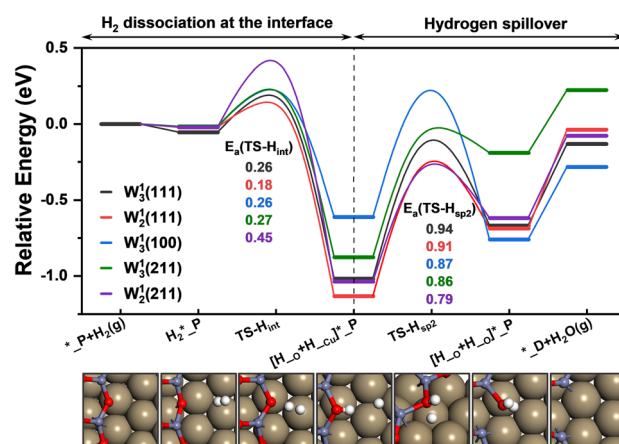 H₂ dissociation at the interface
Hydrogen spillover
Relative Energy (eV)
0.5
0.0
-0.5
-1.0
W₃¹(111)
W₂¹(111)
W₃¹(100)
W₃¹(211)
W₂¹(211)
Eₐ(TS-H_int)
0.26
0.18
0.26
0.27
0.45
Eₐ(TS-H_sp2)
0.94
0.91
0.87
0.86
0.79
*_P+H₂(g)
H₂*_P
TS-H_int
[H_O+H_Cu]*_P
TS-H_sp2
[H_O+H_O]*_P
*_D+H₂O(g)